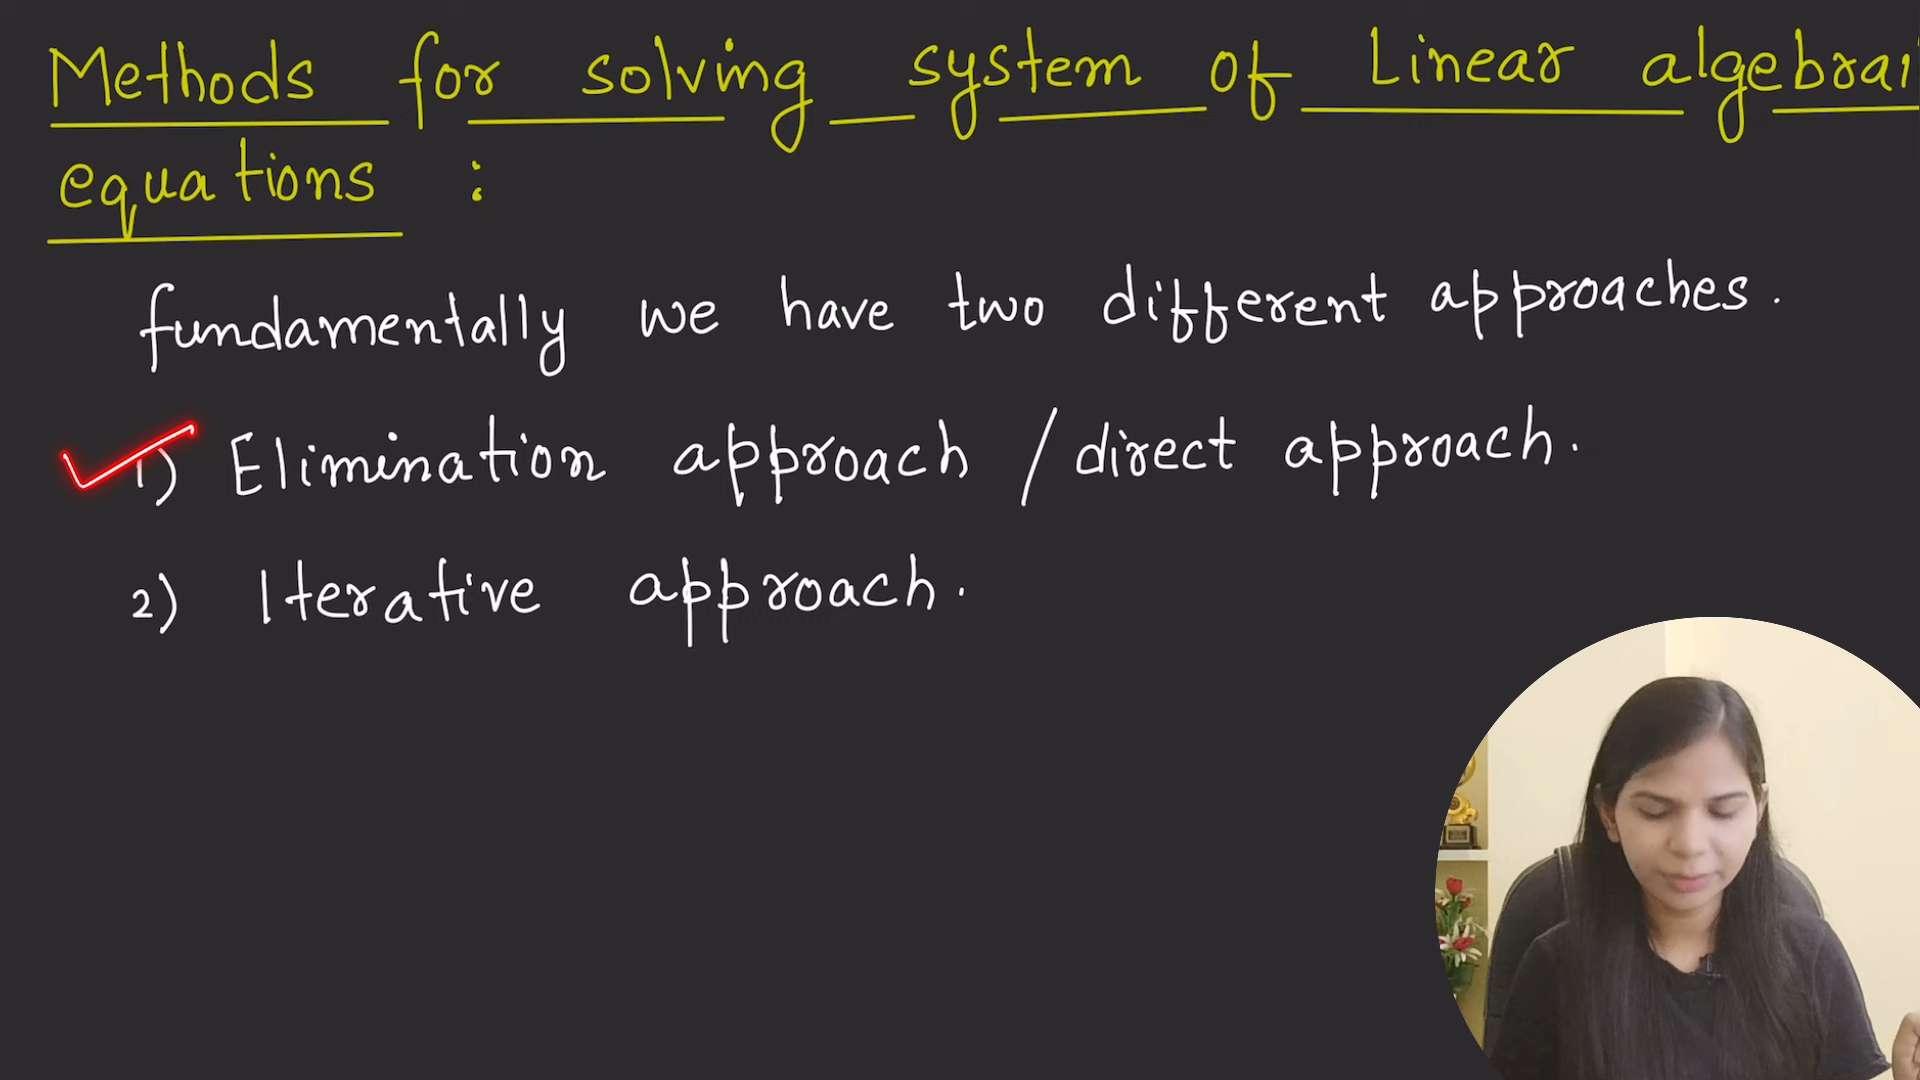 Methods for solving system of Linear algebrai
equations :
fundamentally we have two different approaches.
1) Elimination approach / direct approach.
2) Iterative approach.